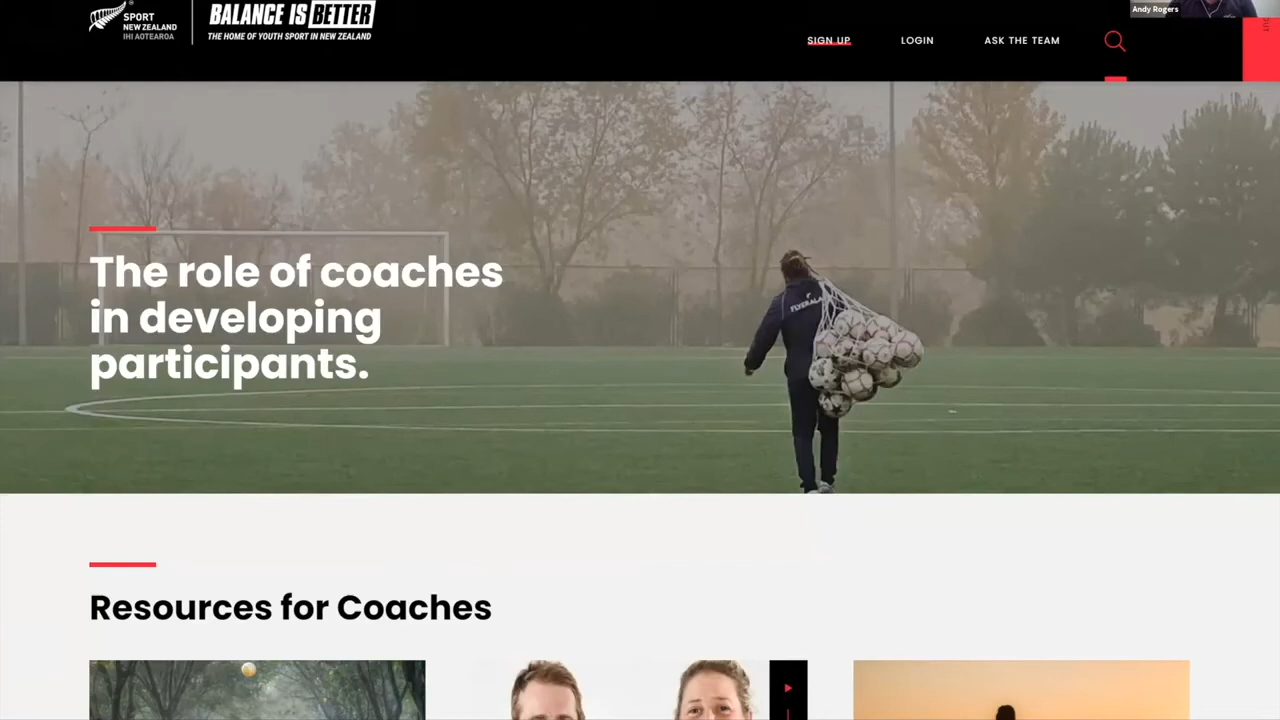 SPORT
NEW ZEALAND
IHI AOTEAROA
BALANCE IS BETTER
THE HOME OF YOUTH SPORT IN NEW ZEALAND
SIGN UP
LOGIN
ASK THE TEAM
Andy Rogers
The role of coaches
in developing
participants.
Resources for Coaches